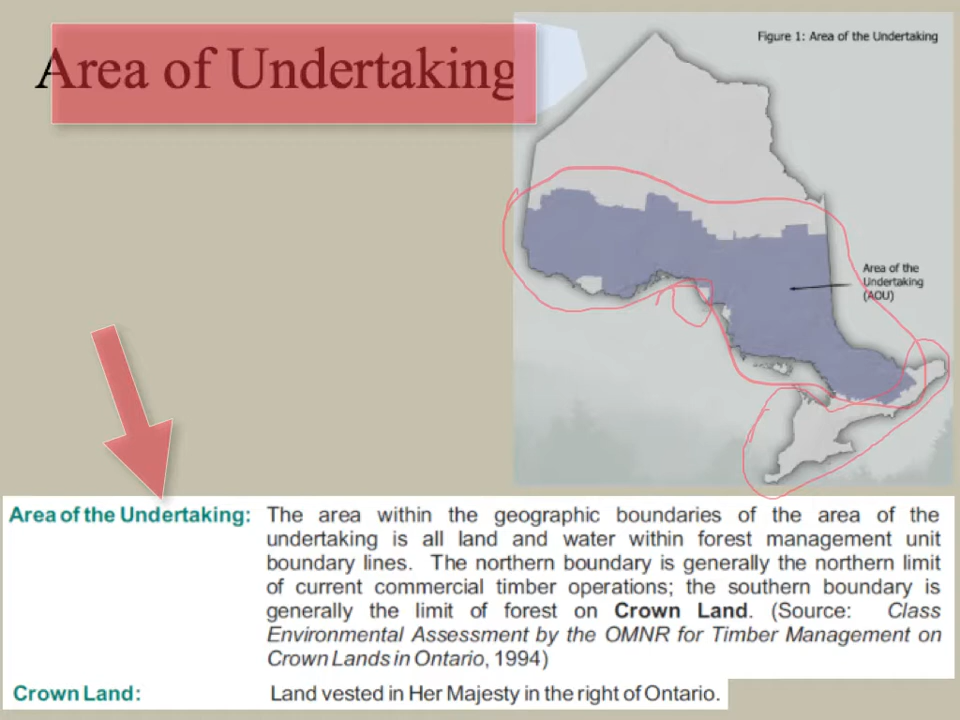 Area of Undertaking
Figure 1: Area of the Undertaking
Area of the
Undertaking
(AOU)
Area of the Undertaking: The area within the geographic boundaries of the area of the
undertaking is all land and water within forest management unit
boundary lines. The northern boundary is generally the northern limit
of current commercial timber operations; the southern boundary is
generally the limit of forest on Crown Land. (Source: Class
Environmental Assessment by the OMNR for Timber Management on
Crown Lands in Ontario, 1994)
Crown Land: Land vested in Her Majesty in the right of Ontario.